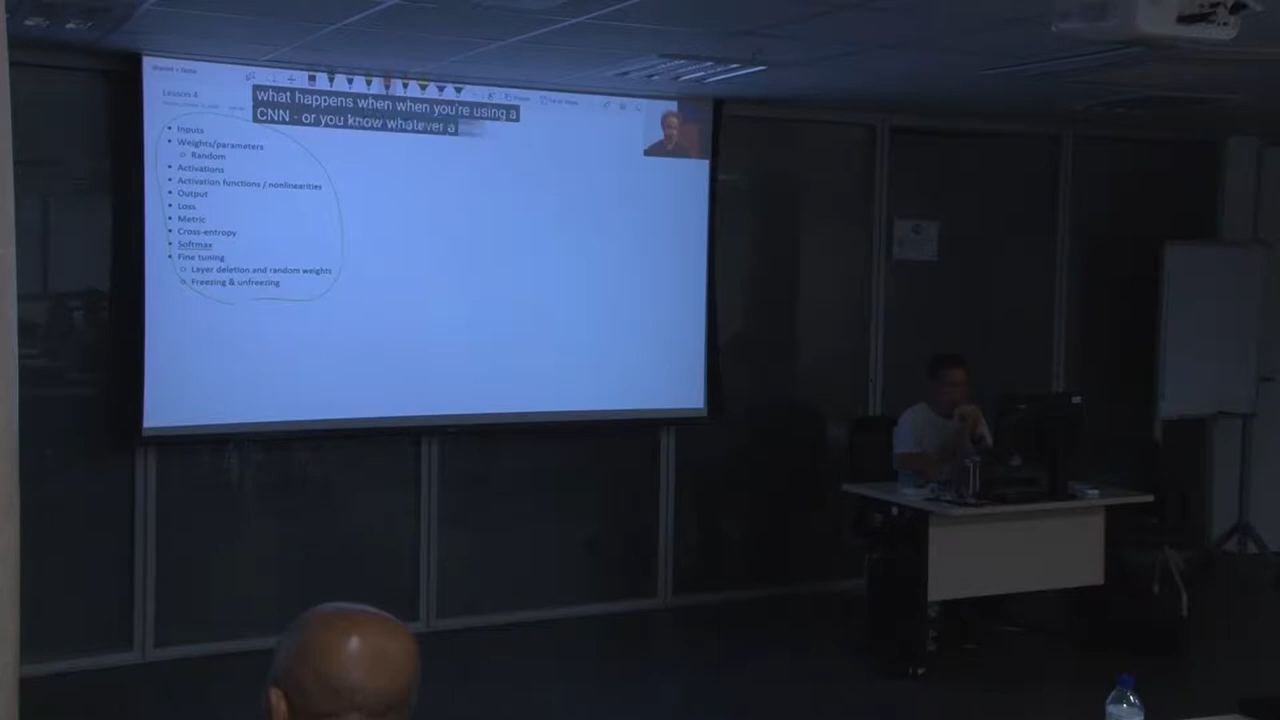 Lesson 4
what happens when when you're using a
CNN - or you know whatever a
• Inputs
• Weights/parameters
○ Random
• Activations
• Activation functions / nonlinearities
• Output
• Loss
• Metric
• Cross-entropy
• Softmax
• Fine tuning
○ Layer deletion and random weights
○ Freezing & unfreezing